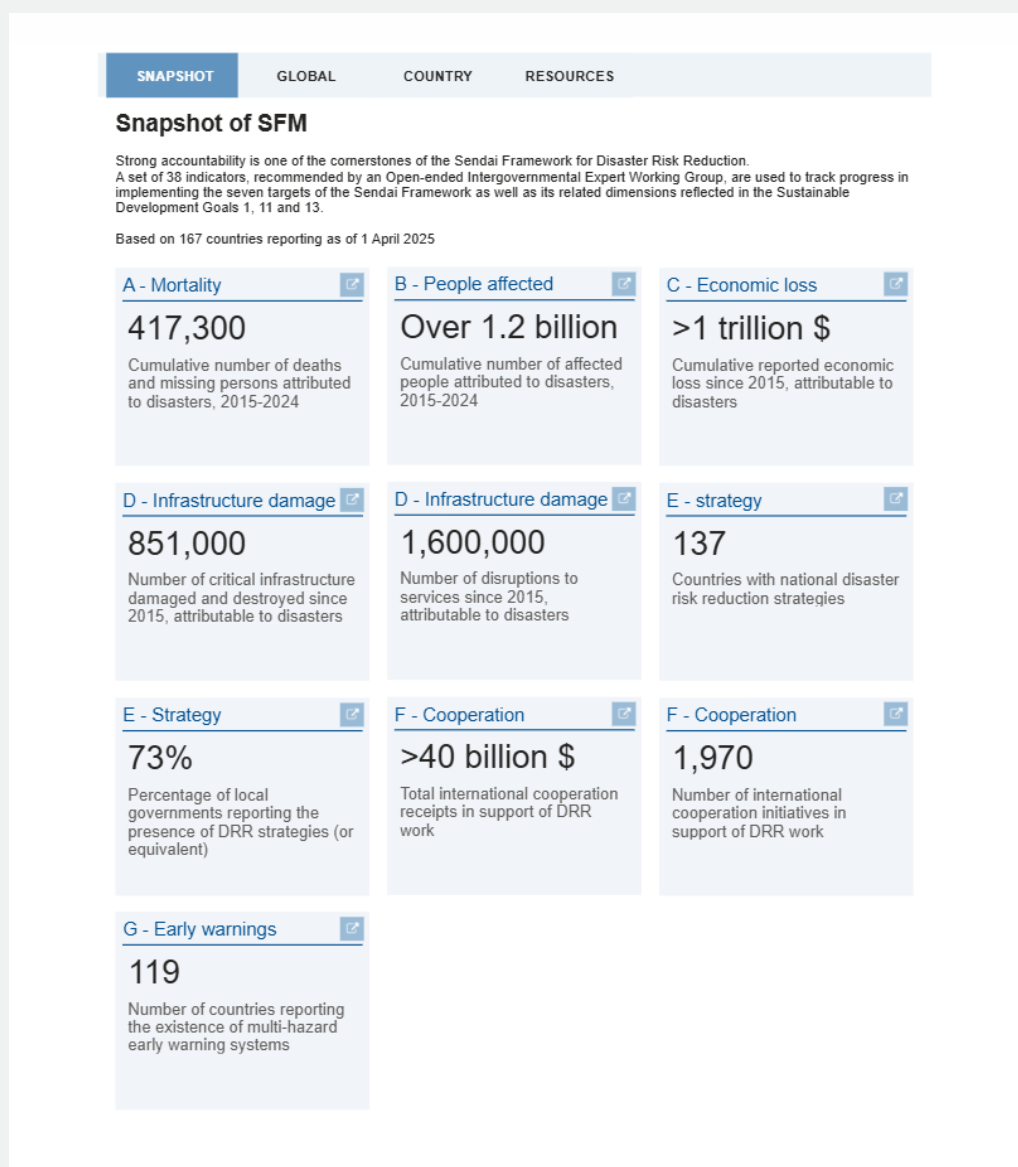 SNAPSHOT GLOBAL COUNTRY RESOURCES
Snapshot of SFM
Strong accountability is one of the cornerstones of the Sendai Framework for Disaster Risk Reduction.
A set of 38 indicators, recommended by an Open-ended Intergovernmental Expert Working Group, are used to track progress in
implementing the seven targets of the Sendai Framework as well as its related dimensions reflected in the Sustainable
Development Goals 1, 11 and 13.
Based on 167 countries reporting as of 1 April 2025
A - Mortality
417,300
Cumulative number of deaths
and missing persons attributed
to disasters, 2015-2024
B - People affected
Over 1.2 billion
Cumulative number of affected
people attributed to disasters,
2015-2024
C - Economic loss
>1 trillion $
Cumulative reported economic
loss since 2015, attributable to
disasters
D - Infrastructure damage
851,000
Number of critical infrastructure
damaged and destroyed since
2015, attributable to disasters
D - Infrastructure damage
1,600,000
Number of disruptions to
services since 2015,
attributable to disasters
E - strategy
137
Countries with national disaster
risk reduction strategies
E - Strategy
73%
Percentage of local
governments reporting the
presence of DRR strategies (or
equivalent)
F - Cooperation
>40 billion $
Total international cooperation
receipts in support of DRR
work
F - Cooperation
1,970
Number of international
cooperation initiatives in
support of DRR work
G - Early warnings
119
Number of countries reporting
the existence of multi-hazard
early warning systems